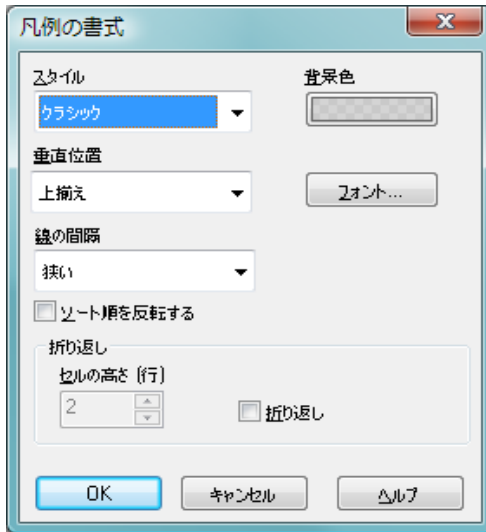 凡例の書式
スタイル
背景色
クラシック
垂直位置
上揃え
フォント...
線の間隔
狭い
ソート順を反転する
折り返し
セルの高さ (行)
2
折り返し
OK
キャンセル
ヘルプ